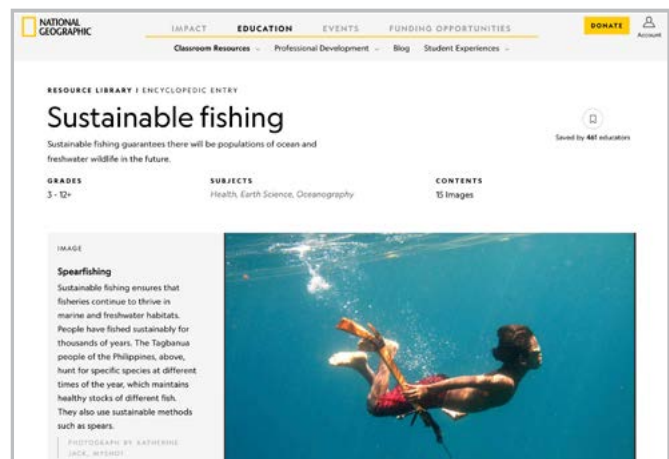 NATIONAL
GEOGRAPHIC
IMPACT EDUCATION EVENTS FUNDING OPPORTUNITIES
DONATE
Account
Classroom Resources Professional Development Blog Student Experiences
RESOURCE LIBRARY | ENCYCLOPEDIC ENTRY
Sustainable fishing
Sustainable fishing guarantees there will be populations of ocean and
freshwater wildlife in the future.
Saved by 461 educators
GRADES
3 - 12+
SUBJECTS
Health, Earth Science, Oceanography
CONTENTS
15 Images
IMAGE
Spearfishing
Sustainable fishing ensures that
fisheries continue to thrive in
marine and freshwater habitats.
People have fished sustainably for
thousands of years. The Tagbanua
people of the Philippines, above,
hunt for specific species at different
times of the year, which maintains
healthy stocks of different fish.
They also use sustainable methods
such as spears.
PHOTOGRAPH BY KATHERINE
JACK, MYSHOT